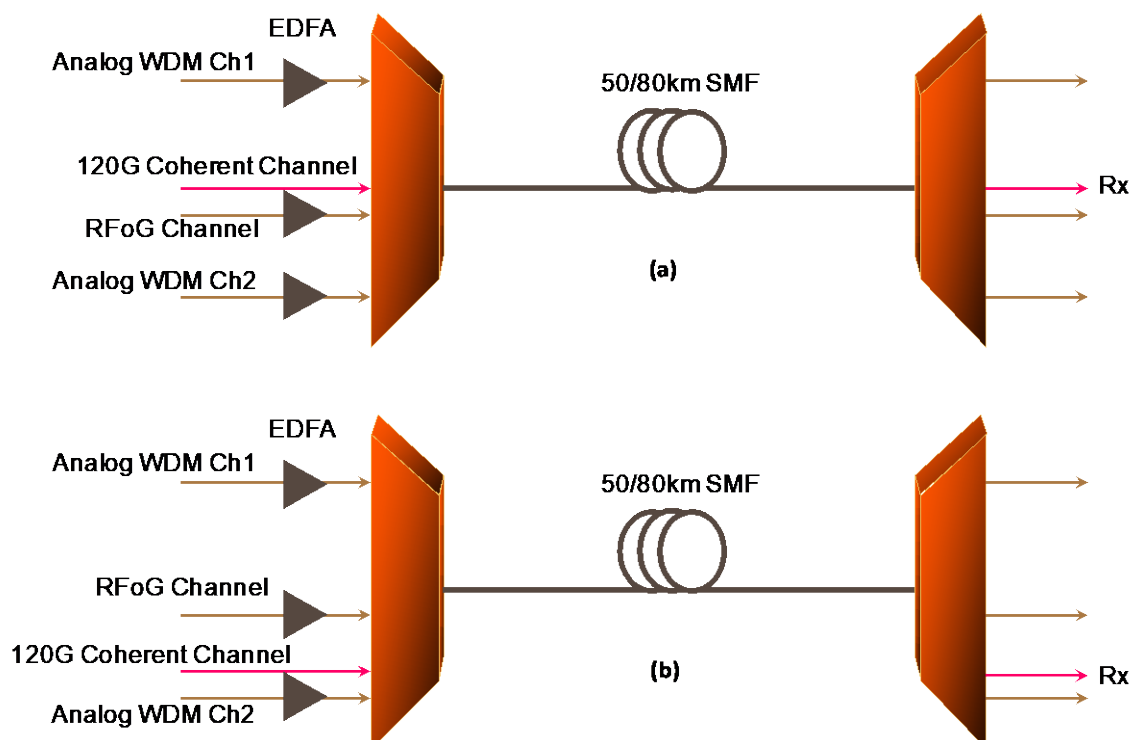 EDFA
Analog WDM Ch1
50/80km SMF
120G Coherent Channel
Rx
RFoG Channel
(a)
Analog WDM Ch2
EDFA
Analog WDM Ch1
50/80km SMF
RFoG Channel
120G Coherent Channel
(b)
Rx
Analog WDM Ch2